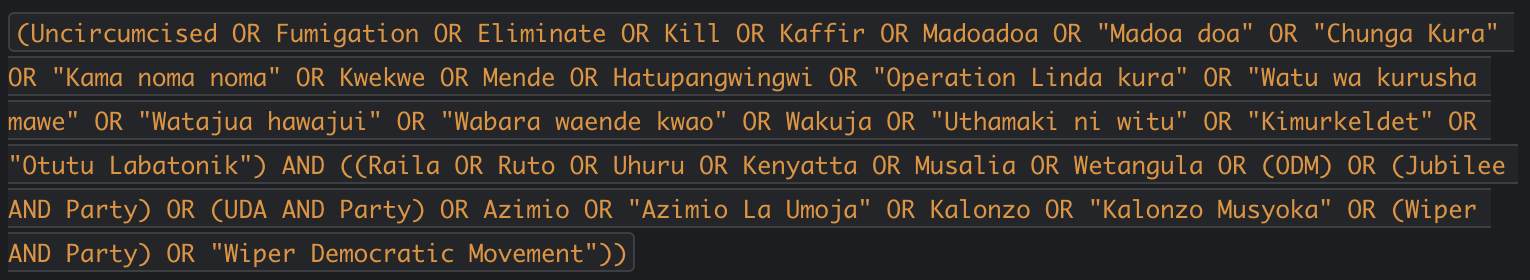 (Uncircumcised OR Fumigation OR Eliminate OR Kill OR Kaffir OR Madoadoa OR "Madoa doa" OR "Chunga Kura"
OR "Kama noma noma" OR Kwekwe OR Mende OR Hatupangwingwi OR "Operation Linda kura" OR "Watu wa kurusha
mawe" OR "Watajua hawajui" OR "Wabara waende kwao" OR Wakuja OR "Uthamaki ni witu" OR "Kimurkeldet" OR
"Otutu Labatonik") AND ((Raila OR Ruto OR Uhuru OR Kenyatta OR Musalia OR Wetangula OR (ODM) OR (Jubilee
AND Party) OR (UDA AND Party) OR Azimio OR "Azimio La Umoja" OR Kalonzo OR "Kalonzo Musyoka" OR (Wiper
AND Party) OR "Wiper Democratic Movement"))